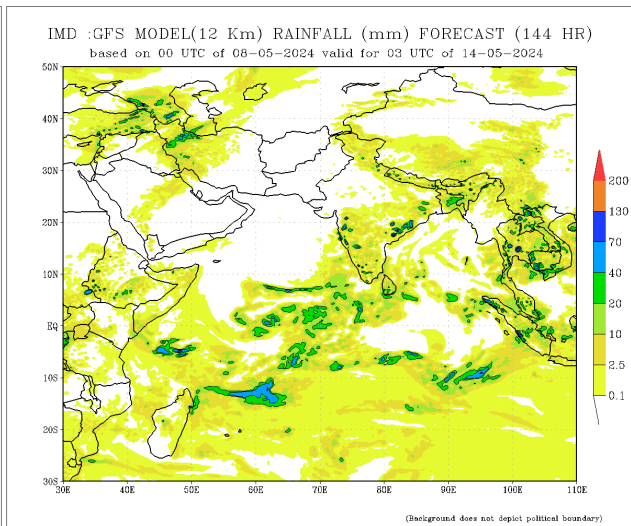 IMD :GFS MODEL(12 Km) RAINFALL (mm) FORECAST (144 HR)
based on 00 UTC of 08-05-2024 valid for 03 UTC of 14-05-2024
50N
40N
30N
20N
10N
EQ
10S
20S
30S
30E 40E 50E 60E 70E 80E 90E 100E 110E
200
130
70
40
20
10
2.5
0.1
(Background does not depict political boundary)